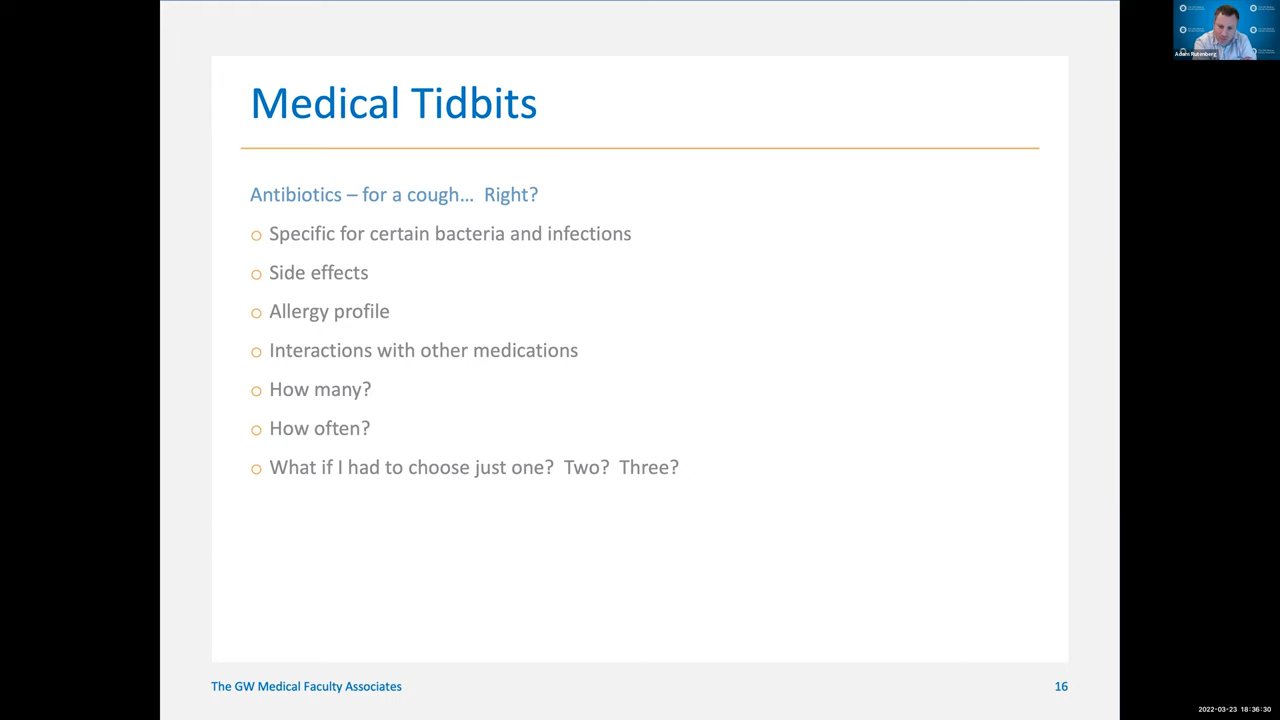 Medical Tidbits
Antibiotics – for a cough… Right?
Specific for certain bacteria and infections
Side effects
Allergy profile
Interactions with other medications
How many?
How often?
What if I had to choose just one? Two? Three?
The GW Medical Faculty Associates
16
Adam Rutenberg
2022-03-23 18:36:30